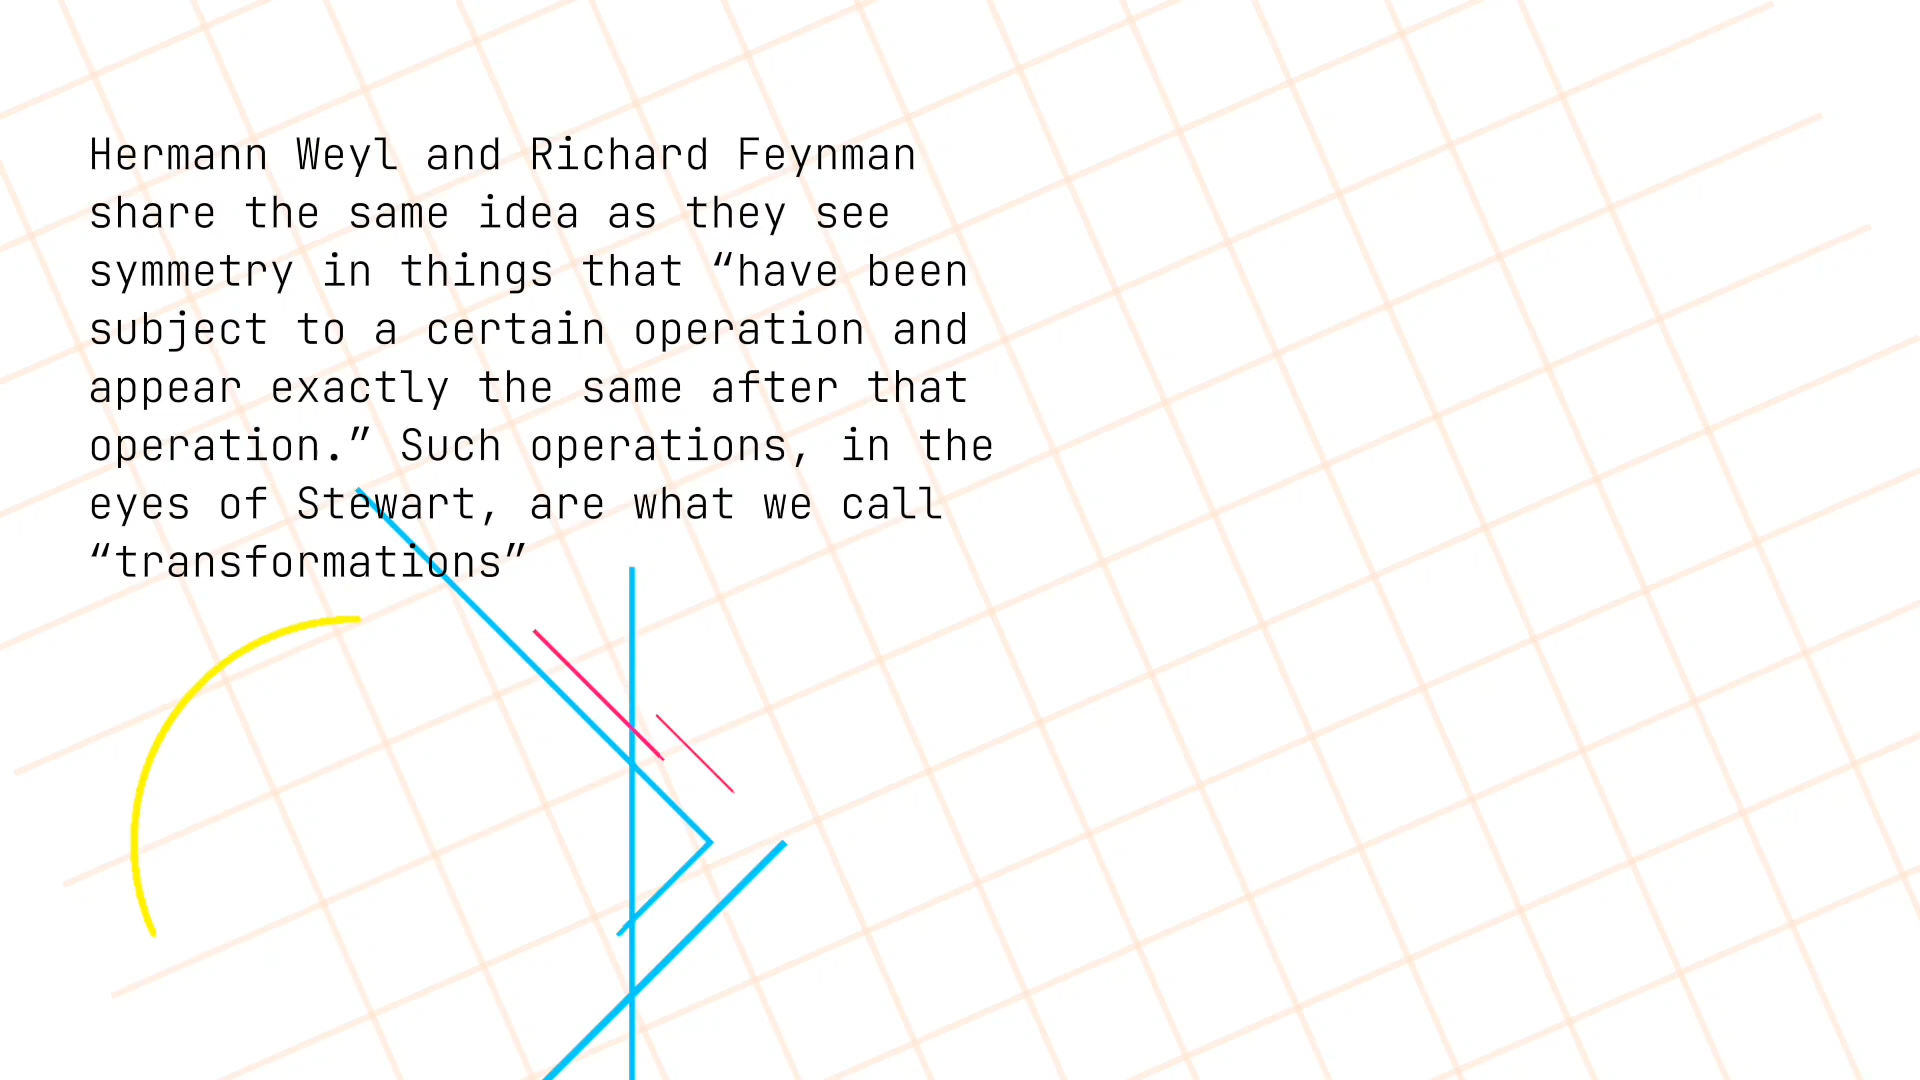 Hermann Weyl and Richard Feynman
share the same idea as they see
symmetry in things that “have been
subject to a certain operation and
appear exactly the same after that
operation.” Such operations, in the
eyes of Stewart, are what we call
“transformations”